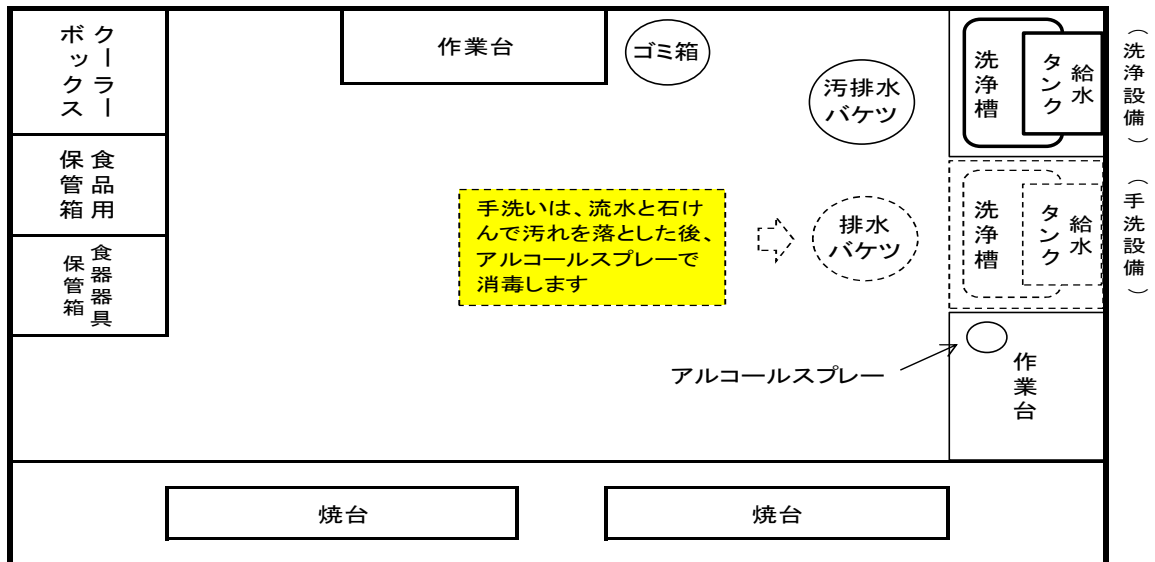 クーラー
ボックス
作業台
ゴミ箱
汚排水
バケツ
洗浄槽
給水
タンク
（洗浄設備）
食品用
保管箱
手洗いは、流水と石け
んで汚れを落とした後、
アルコールスプレーで
消毒します
排水
バケツ
洗浄槽
給水
タンク
（手洗設備）
食器器具
保管箱
アルコールスプレー
作業台
焼台
焼台